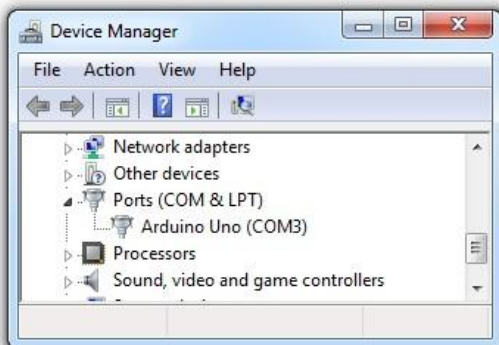 Device Manager
File Action View Help
Network adapters
Other devices
Ports (COM & LPT)
Arduino Uno (COM3)
Processors
Sound, video and game controllers